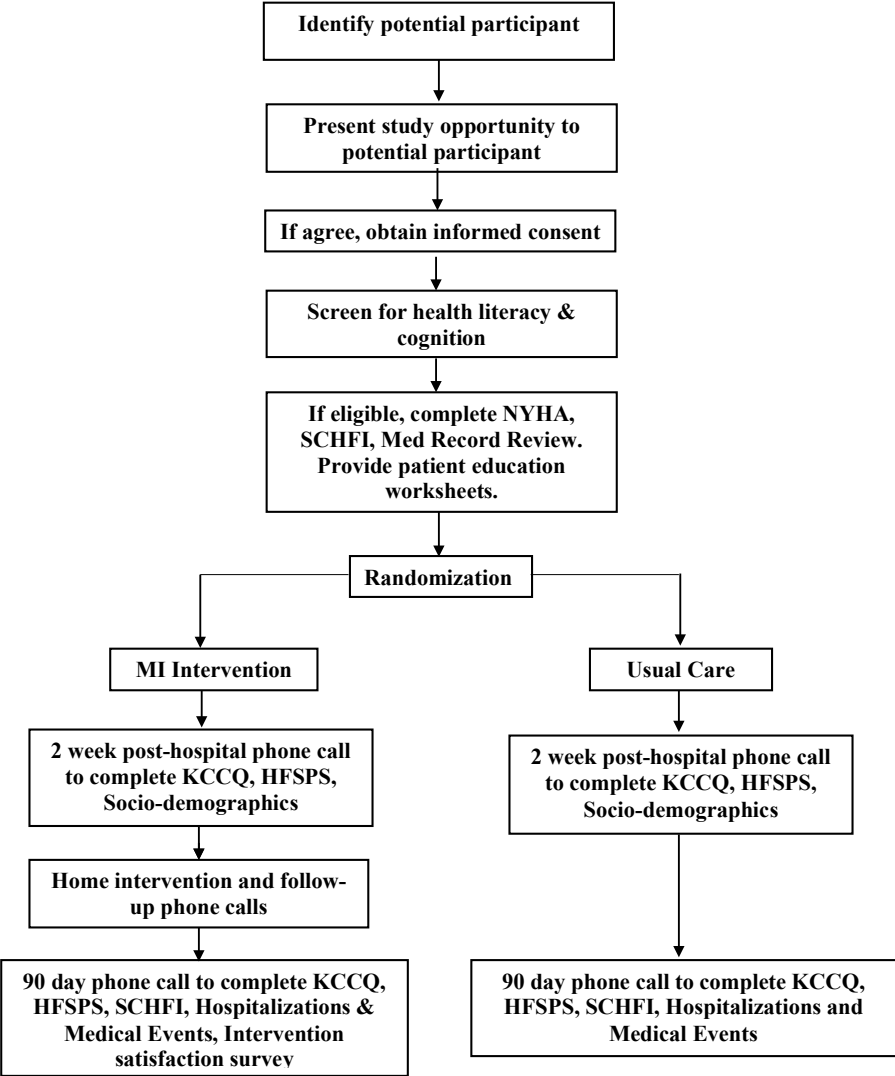 Identify potential participant
Present study opportunity to
potential participant
If agree, obtain informed consent
Screen for health literacy &
cognition
If eligible, complete NYHA,
SCHFI, Med Record Review.
Provide patient education
worksheets.
Randomization
MI Intervention
Usual Care
2 week post-hospital phone call
to complete KCCQ, HFSPS,
Socio-demographics
2 week post-hospital phone call
to complete KCCQ, HFSPS,
Socio-demographics
Home intervention and follow-
up phone calls
90 day phone call to complete KCCQ,
HFSPS, SCHFI, Hospitalizations &
Medical Events, Intervention
satisfaction survey
90 day phone call to complete KCCQ,
HFSPS, SCHFI, Hospitalizations and
Medical Events